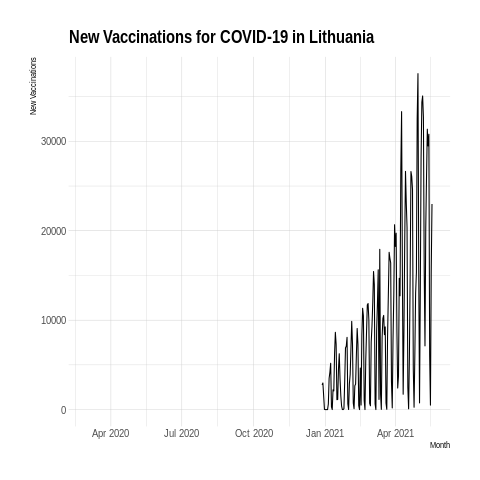 New Vaccinations for COVID-19 in Lithuania
New Vaccinations
30000
20000
10000
0
Apr 2020 Jul 2020 Oct 2020 Jan 2021 Apr 2021
Month